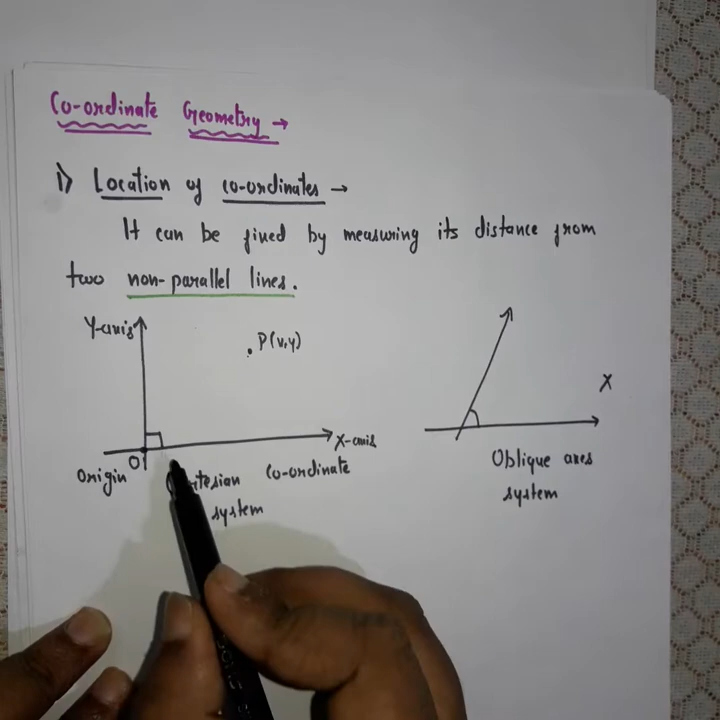 Co-ordinate Geometry →
1) Location of co-ordinates →
It can be fixed by measuring its distance from
two non-parallel lines.
Y-axis
P(x,y)
X
X-axis
O
Origin
co-ordinate
system
Oblique axes
system